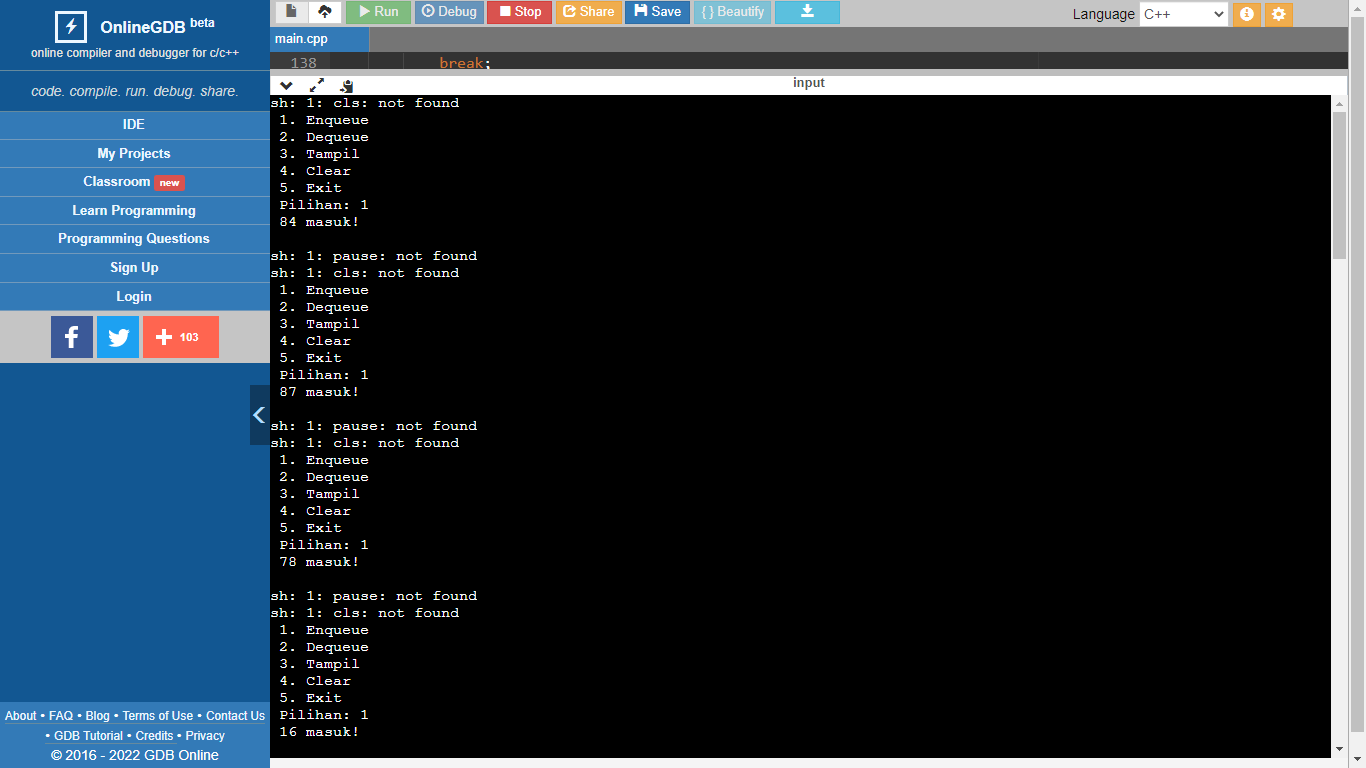 OnlineGDB beta
online compiler and debugger for c/c++
code. compile. run. debug. share.
IDE
My Projects
Classroom new
Learn Programming
Programming Questions
Sign Up
Login
103
About • FAQ • Blog • Terms of Use • Contact Us
• GDB Tutorial • Credits • Privacy
© 2016 - 2022 GDB Online
Run Debug Stop Share Save { } Beautify
Language C++
main.cpp
138 break;
input
sh: 1: cls: not found
1. Enqueue
2. Dequeue
3. Tampil
4. Clear
5. Exit
Pilihan: 1
84 masuk!
sh: 1: pause: not found
sh: 1: cls: not found
1. Enqueue
2. Dequeue
3. Tampil
4. Clear
5. Exit
Pilihan: 1
87 masuk!
sh: 1: pause: not found
sh: 1: cls: not found
1. Enqueue
2. Dequeue
3. Tampil
4. Clear
5. Exit
Pilihan: 1
78 masuk!
sh: 1: pause: not found
sh: 1: cls: not found
1. Enqueue
2. Dequeue
3. Tampil
4. Clear
5. Exit
Pilihan: 1
16 masuk!